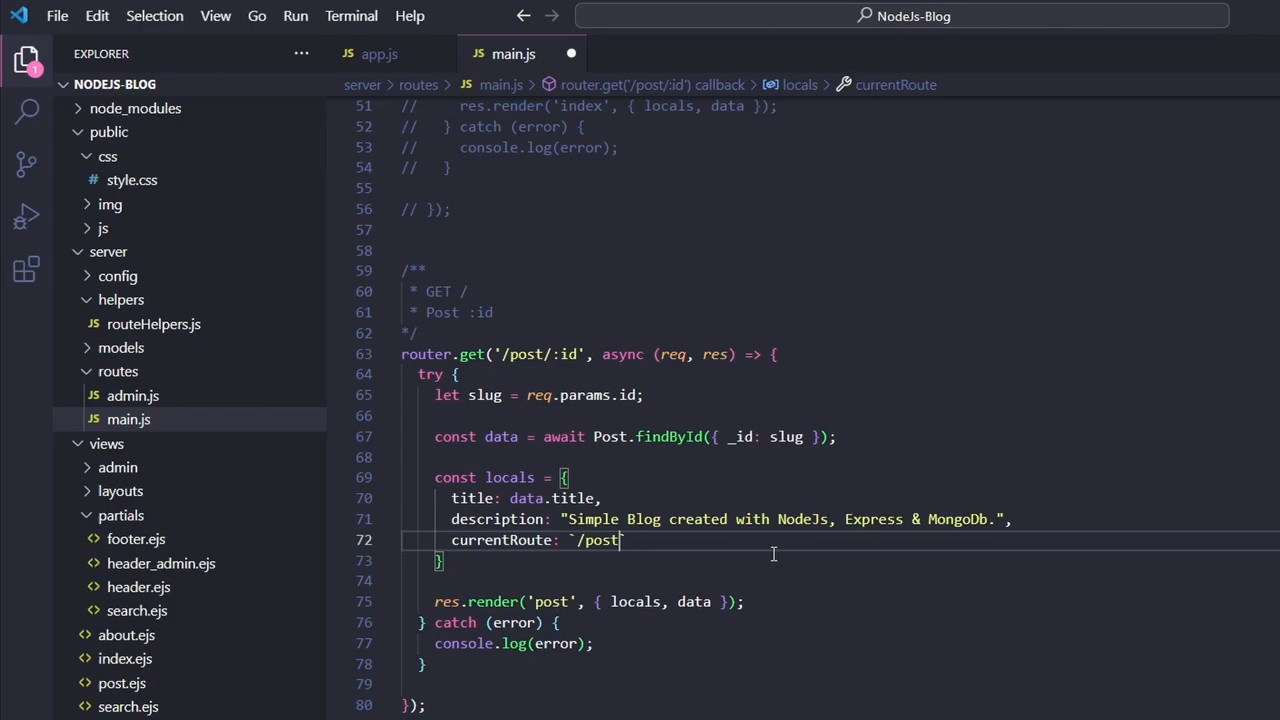 File Edit Selection View Go Run Terminal Help NodeJs-Blog
EXPLORER
1
NODEJS-BLOG
node_modules
public
css
# style.css
img
js
server
config
helpers
JS routeHelpers.js
models
routes
JS admin.js
JS main.js
views
admin
layouts
partials
<> footer.ejs
<> header_admin.ejs
<> header.ejs
<> search.ejs
<> about.ejs
<> index.ejs
<> post.ejs
<> search.ejs
JS app.js JS main.js
server > routes > JS main.js > router.get('/post/:id') callback > locals > currentRoute
51 // res.render('index', { locals, data });
52 // } catch (error) {
53 // console.log(error);
54 // }
55
56 // });
57
58
59 /**
60 * GET /
61 * Post :id
62 */
63 router.get('/post/:id', async (req, res) => {
64 try {
65 let slug = req.params.id;
66
67 const data = await Post.findById({ _id: slug });
68
69 const locals = {
70 title: data.title,
71 description: "Simple Blog created with NodeJs, Express & MongoDb.",
72 currentRoute: `/post`
73 }
74
75 res.render('post', { locals, data });
76 } catch (error) {
77 console.log(error);
78 }
79
80 });